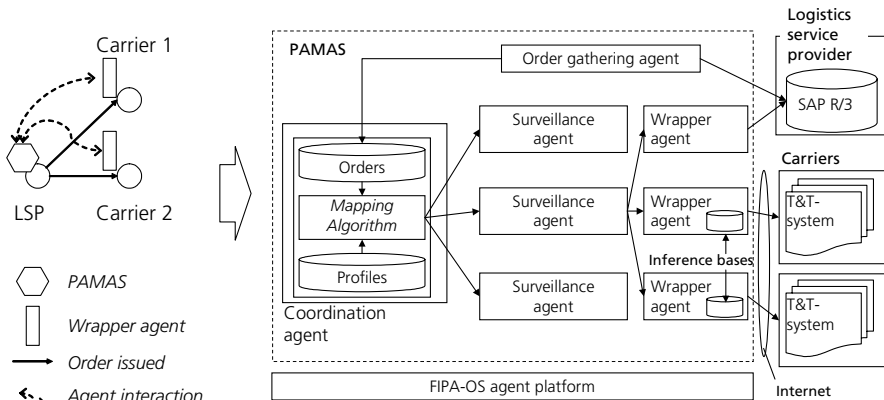 Carrier 1
LSP
Carrier 2
PAMAS
Wrapper agent
Order issued
Agent interaction
PAMAS
Order gathering agent
Logistics
service
provider
SAP R/3
Surveillance
agent
Wrapper
agent
Orders
Mapping
Algorithm
Profiles
Coordination
agent
Surveillance
agent
Wrapper
agent
Inference bases
Surveillance
agent
Wrapper
agent
Carriers
T&T-
system
T&T-
system
FIPA-OS agent platform
Internet